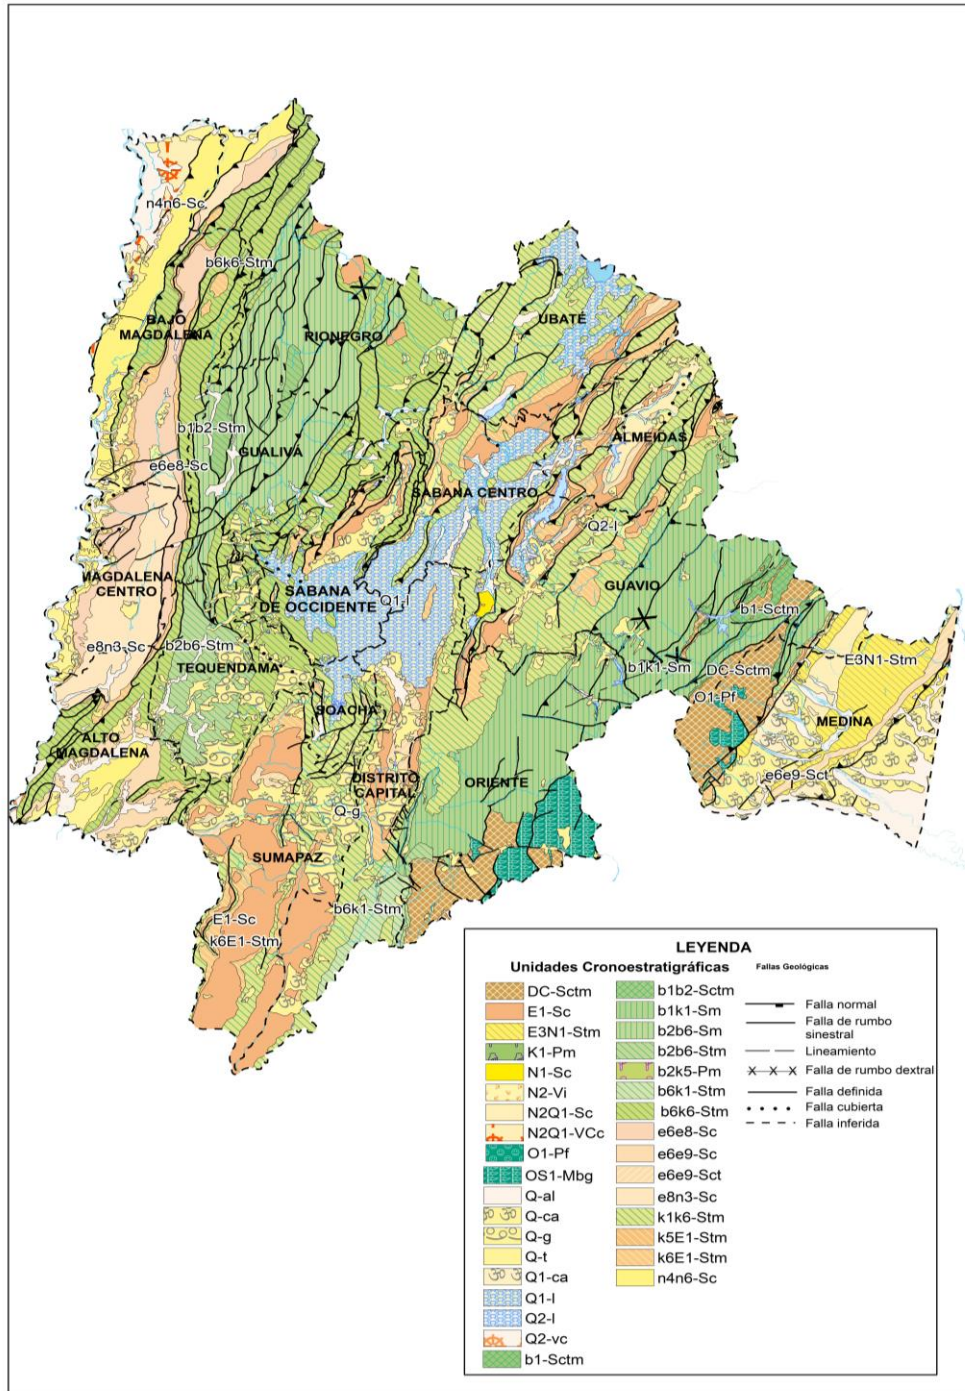 n4n6-Sc
b6k6-Stm
BAJO
MAGDALENA
RIONEGRO
UBATÉ
b1b2-Stm
GUALIVÁ
ALMEIDAS
e6e8-Sc
SABANA CENTRO
Q2-l
MAGDALENA
CENTRO
SABANA
DE OCCIDENTE
Q1-l
GUAVIO
b1-Sctm
e8n3-Sc
b2b6-Stm
TEQUENDAMA
b1k1-Sm
DC-Sctm
E3N1-Stm
O1-Pf
SOACHA
MEDINA
ALTO
MAGDALENA
DISTRITO
CAPITAL
ORIENTE
e6e9-Sct
Q-g
SUMAPAZ
b6k1-Stm
E1-Sc
k6E1-Stm
LEYENDA
Unidades Cronoestratigráficas
DC-Sctm
E1-Sc
E3N1-Stm
K1-Pm
N1-Sc
N2-Vi
N2Q1-Sc
N2Q1-VCc
O1-Pf
OS1-Mbg
Q-al
Q-ca
Q-g
Q-t
Q1-ca
Q1-l
Q2-l
Q2-vc
b1-Sctm
b1b2-Sctm
b1k1-Sm
b2b6-Sm
b2b6-Stm
b2k5-Pm
b6k1-Stm
b6k6-Stm
e6e8-Sc
e6e9-Sc
e6e9-Sct
e8n3-Sc
k1k6-Stm
k5E1-Stm
k6E1-Stm
n4n6-Sc
Fallas Geológicas
Falla normal
Falla de rumbo
sinestral
Lineamiento
Falla de rumbo dextral
Falla definida
Falla cubierta
Falla inferida